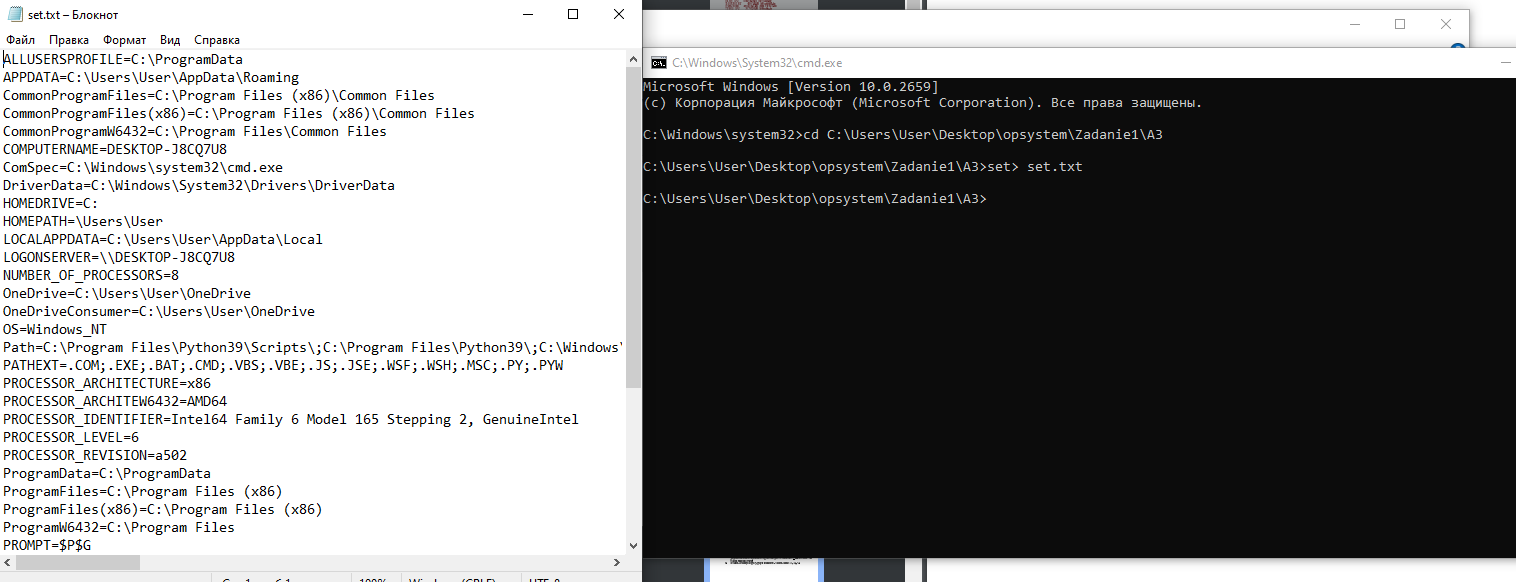 set.txt – Блокнот
Файл Правка Формат Вид Справка
ALLUSERSPROFILE=C:\ProgramData
APPDATA=C:\Users\User\AppData\Roaming
CommonProgramFiles=C:\Program Files (x86)\Common Files
CommonProgramFiles(x86)=C:\Program Files (x86)\Common Files
CommonProgramW6432=C:\Program Files\Common Files
COMPUTERNAME=DESKTOP-J8CQ7U8
ComSpec=C:\Windows\system32\cmd.exe
DriverData=C:\Windows\System32\Drivers\DriverData
HOMEDRIVE=C:
HOMEPATH=\Users\User
LOCALAPPDATA=C:\Users\User\AppData\Local
LOGONSERVER=\\DESKTOP-J8CQ7U8
NUMBER_OF_PROCESSORS=8
OneDrive=C:\Users\User\OneDrive
OneDriveConsumer=C:\Users\User\OneDrive
OS=Windows_NT
Path=C:\Program Files\Python39\Scripts\;C:\Program Files\Python39\;C:\Windows\
PATHEXT=.COM;.EXE;.BAT;.CMD;.VBS;.VBE;.JS;.JSE;.WSF;.WSH;.MSC;.PY;.PYW
PROCESSOR_ARCHITECTURE=x86
PROCESSOR_ARCHITEW6432=AMD64
PROCESSOR_IDENTIFIER=Intel64 Family 6 Model 165 Stepping 2, GenuineIntel
PROCESSOR_LEVEL=6
PROCESSOR_REVISION=a502
ProgramData=C:\ProgramData
ProgramFiles=C:\Program Files (x86)
ProgramFiles(x86)=C:\Program Files (x86)
ProgramW6432=C:\Program Files
PROMPT=$P$G
100% Windows (CRLF) UTF-8
C:\Windows\System32\cmd.exe
Microsoft Windows [Version 10.0.2659]
(c) Корпорация Майкрософт (Microsoft Corporation). Все права защищены.
C:\Windows\system32>cd C:\Users\User\Desktop\opsystem\Zadanie1\A3
C:\Users\User\Desktop\opsystem\Zadanie1\A3>set> set.txt
C:\Users\User\Desktop\opsystem\Zadanie1\A3>